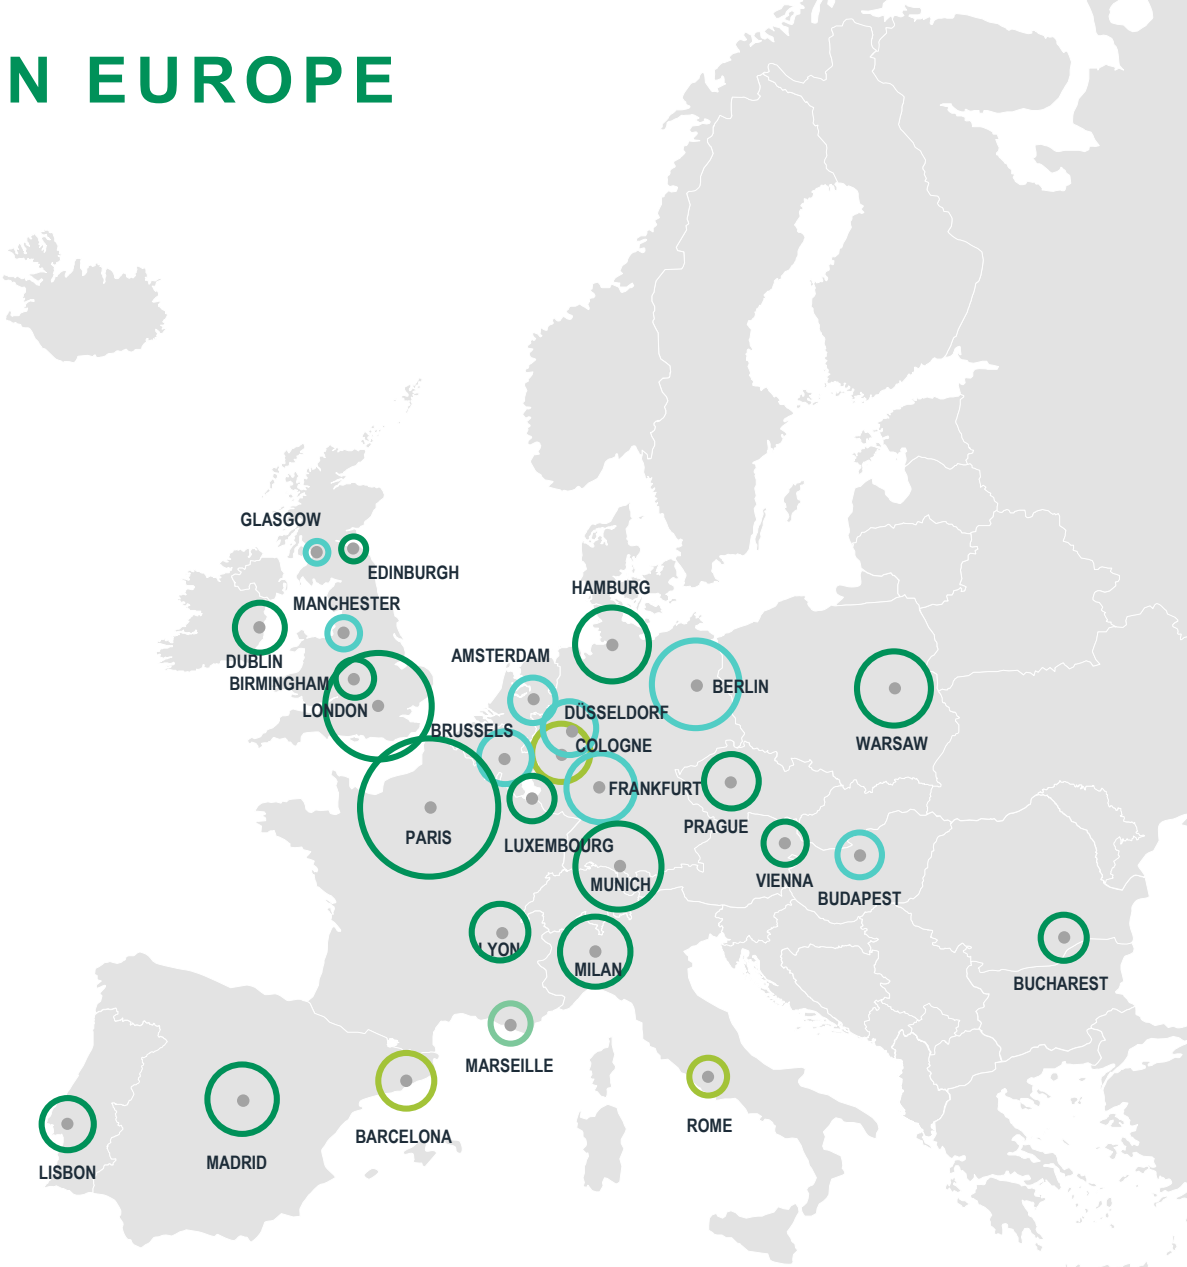 N EUROPE
GLASGOW
EDINBURGH
HAMBURG
MANCHESTER
AMSTERDAM
DUBLIN
BIRMINGHAM
BERLIN
LONDON
DÜSSELDORF
BRUSSELS
COLOGNE
WARSAW
FRANKFURT
PRAGUE
PARIS
LUXEMBOURG
MUNICH
VIENNA
BUDAPEST
LYON
MILAN
BUCHAREST
MARSEILLE
ROME
BARCELONA
MADRID
LISBON